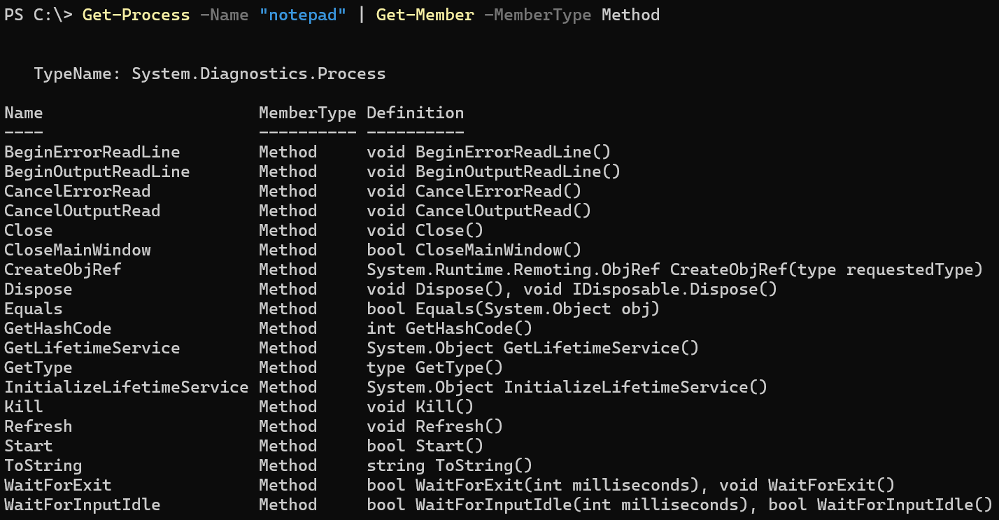 PS C:\> Get-Process -Name "notepad" | Get-Member -MemberType Method
TypeName: System.Diagnostics.Process
Name MemberType Definition
---- ---------- ----------
BeginErrorReadLine Method void BeginErrorReadLine()
BeginOutputReadLine Method void BeginOutputReadLine()
CancelErrorRead Method void CancelErrorRead()
CancelOutputRead Method void CancelOutputRead()
Close Method void Close()
CloseMainWindow Method bool CloseMainWindow()
CreateObjRef Method System.Runtime.Remoting.ObjRef CreateObjRef(type requestedType)
Dispose Method void Dispose(), void IDisposable.Dispose()
Equals Method bool Equals(System.Object obj)
GetHashCode Method int GetHashCode()
GetLifetimeService Method System.Object GetLifetimeService()
GetType Method type GetType()
InitializeLifetimeService Method System.Object InitializeLifetimeService()
Kill Method void Kill()
Refresh Method void Refresh()
Start Method bool Start()
ToString Method string ToString()
WaitForExit Method bool WaitForExit(int milliseconds), void WaitForExit()
WaitForInputIdle Method bool WaitForInputIdle(int milliseconds), bool WaitForInputIdle()